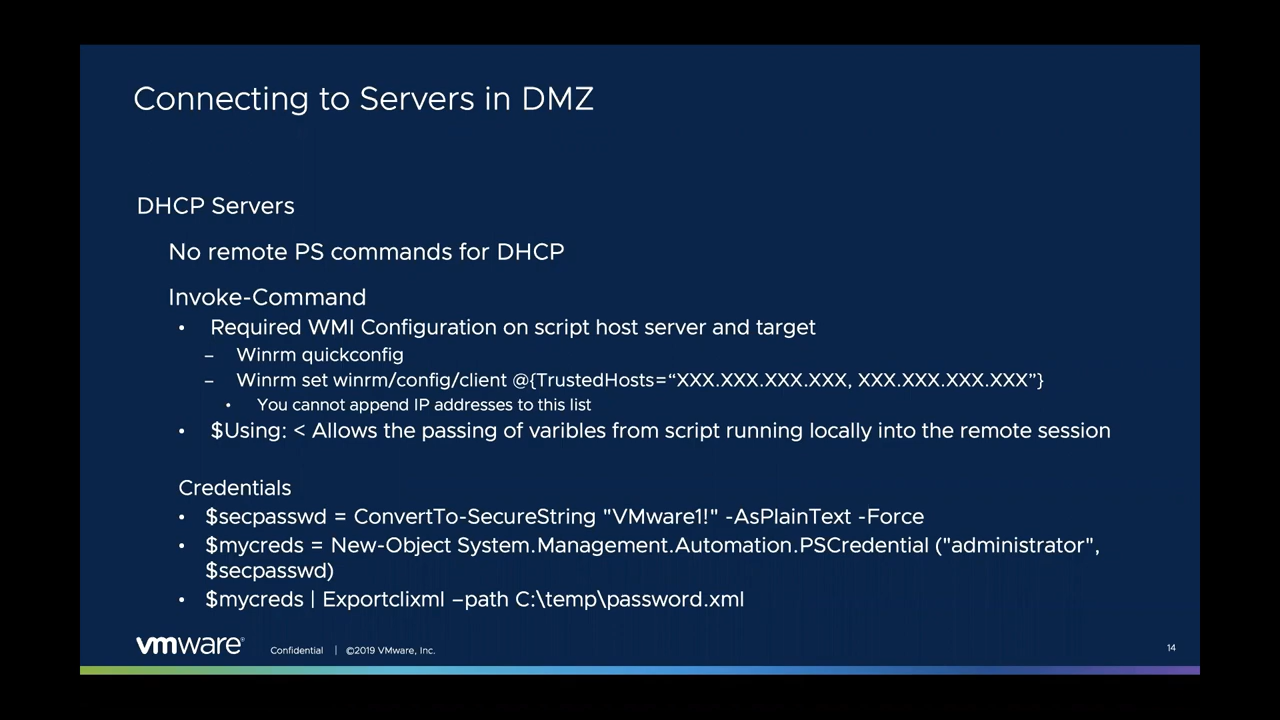 Connecting to Servers in DMZ
DHCP Servers
No remote PS commands for DHCP
Invoke-Command
• Required WMI Configuration on script host server and target
– Winrm quickconfig
– Winrm set winrm/config/client @{TrustedHosts=“XXX.XXX.XXX.XXX, XXX.XXX.XXX.XXX”}
• You cannot append IP addresses to this list
• $Using: < Allows the passing of varibles from script running locally into the remote session
Credentials
• $secpasswd = ConvertTo-SecureString "VMware1!" -AsPlainText -Force
• $mycreds = New-Object System.Management.Automation.PSCredential ("administrator",
$secpasswd)
• $mycreds | Exportclixml –path C:\temp\password.xml
vmware® Confidential | ©2019 VMware, Inc. 14